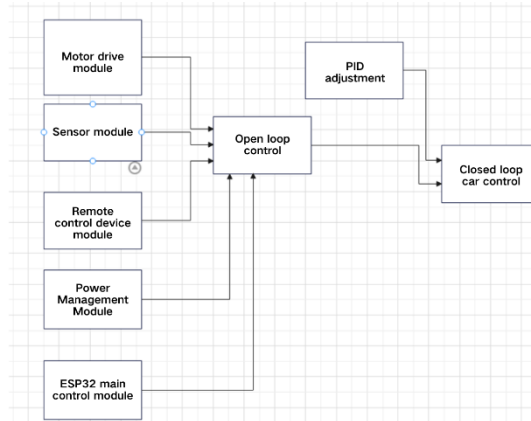 Motor drive
module
PID
adjustment
Sensor module
Open loop
control
Closed loop
car control
Remote
control device
module
Power
Management
Module
ESP32 main
control module